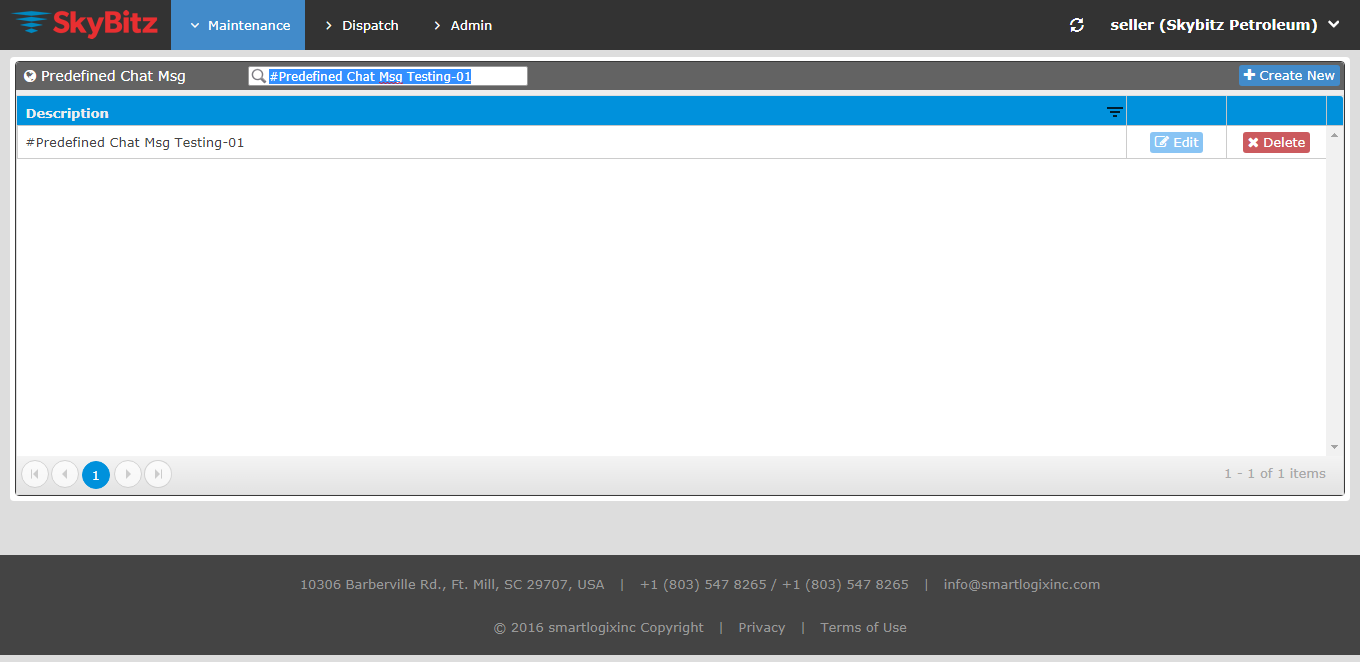 SkyBitz Maintenance Dispatch Admin seller (Skybitz Petroleum)
Predefined Chat Msg #Predefined Chat Msg Testing-01 Create New
Description
#Predefined Chat Msg Testing-01 Edit Delete
1 1 - 1 of 1 items
10306 Barberville Rd., Ft. Mill, SC 29707, USA | +1 (803) 547 8265 / +1 (803) 547 8265 | info@smartlogixinc.com
© 2016 smartlogixinc Copyright | Privacy | Terms of Use